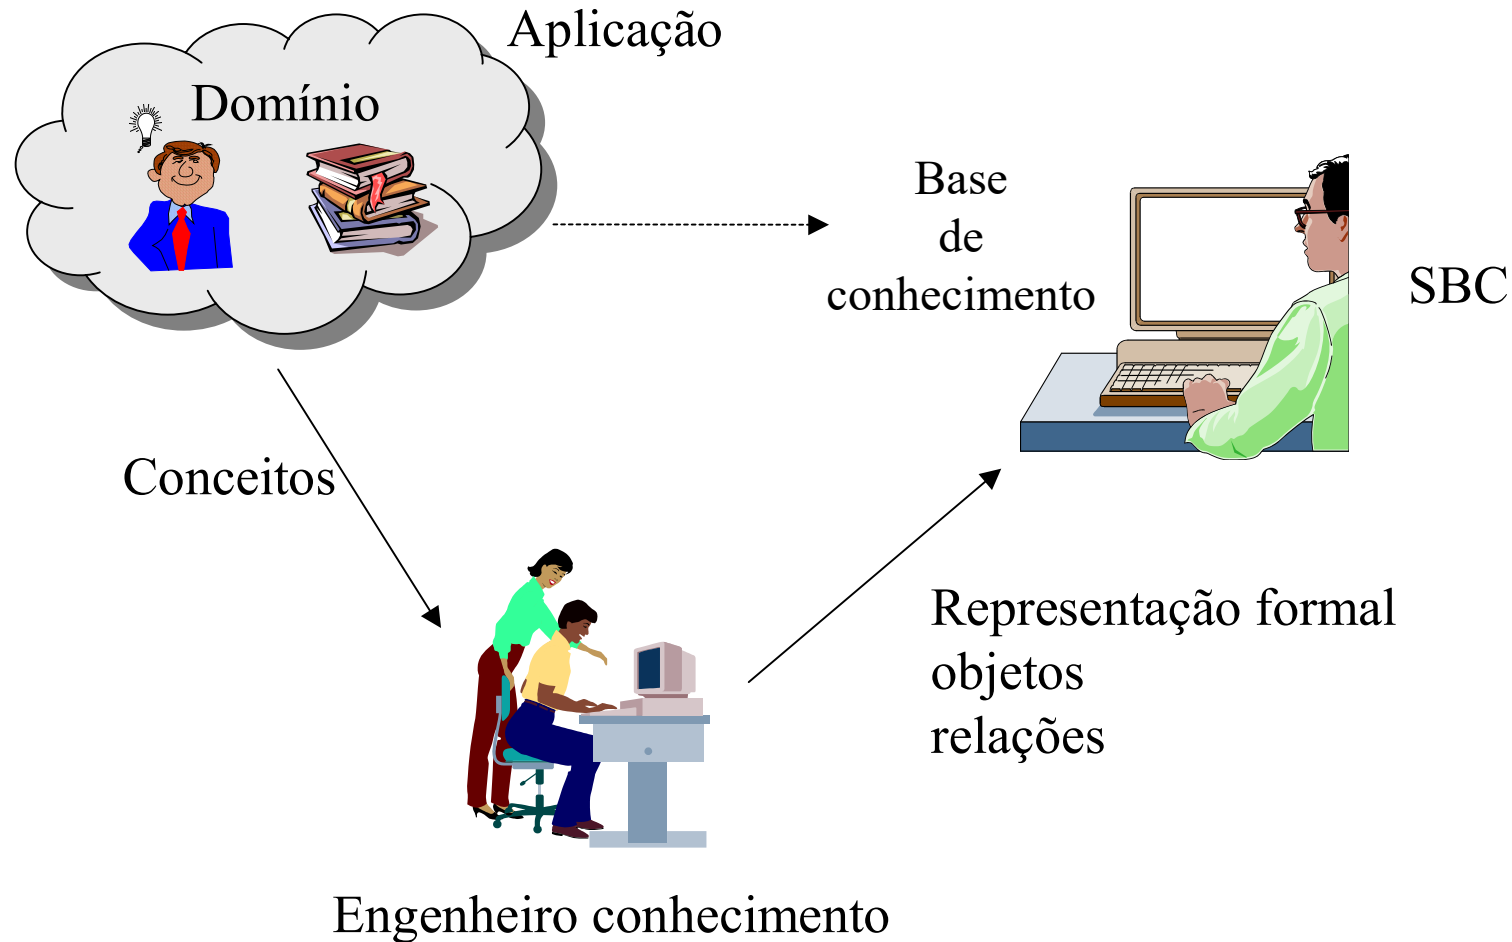 Aplicação
Domínio
Base
de
conhecimento
SBC
Conceitos
Representação formal
objetos
relações
Engenheiro conhecimento